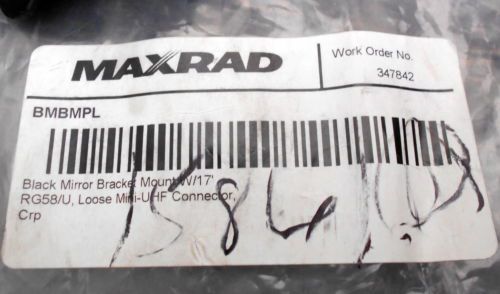 MAXRAD
Work Order No.
347842
BMBMPL
Black Mirror Bracket Mount W/17'
RG58/U, Loose Mini-UHF Connector,
Crp